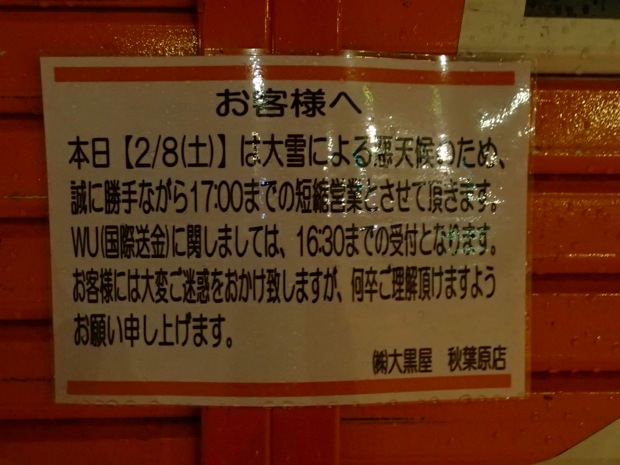 お客様へ
本日【2/8(土)】は大雪による悪天候のため、
誠に勝手ながら17:00までの短縮営業とさせて頂きます。
WU(国際送金)に関しましては、16:30までの受付となります。
お客様には大変ご迷惑をおかけ致しますが、何卒ご理解頂けますよう
お願い申し上げます。
㈱大黒屋 秋葉原店